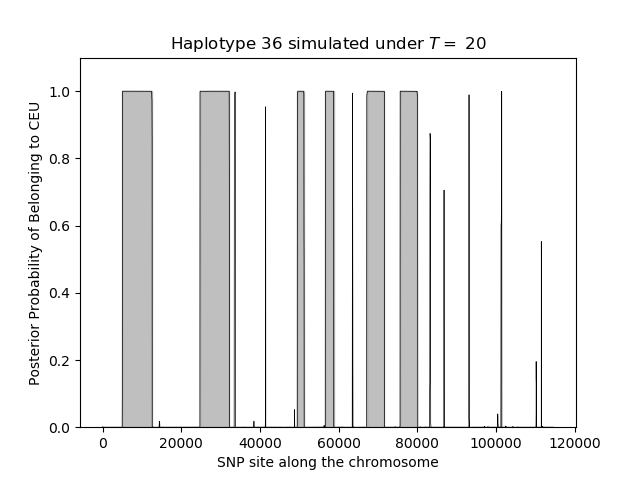 Haplotype 36 simulated under T = 20
Posterior Probability of Belonging to CEU
1.0
0.8
0.6
0.4
0.2
0.0
0 20000 40000 60000 80000 100000 120000
SNP site along the chromosome